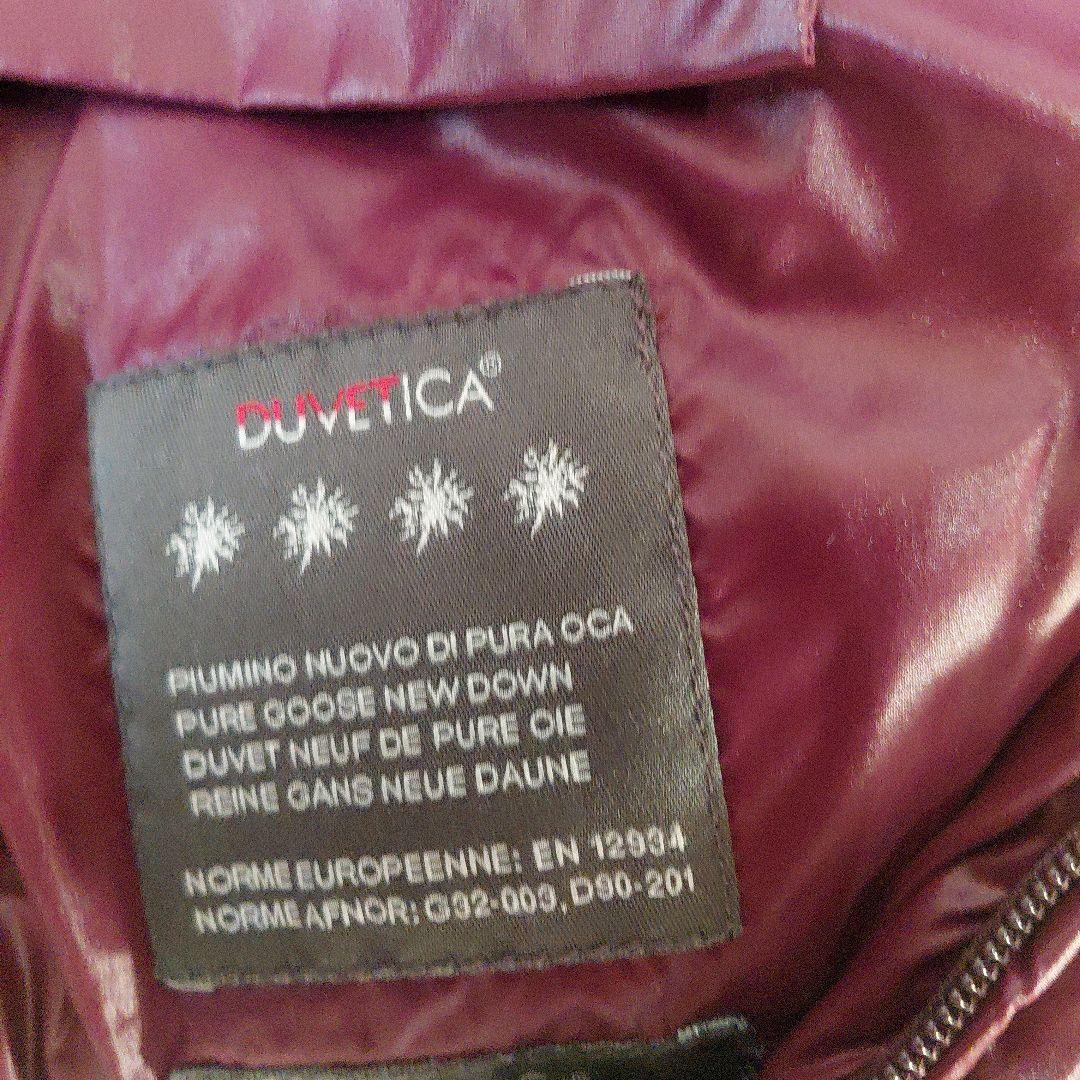 DUVETICA®
PIUMINO NUOVO DI PURA OCA
PURE GOOSE NEW DOWN
DUVET NEUF DE PURE OIE
REINE GANS NEUE DAUNE
NORME EUROPEENNE: EN 12934
NORME AFNOR: G32-003, D90-201